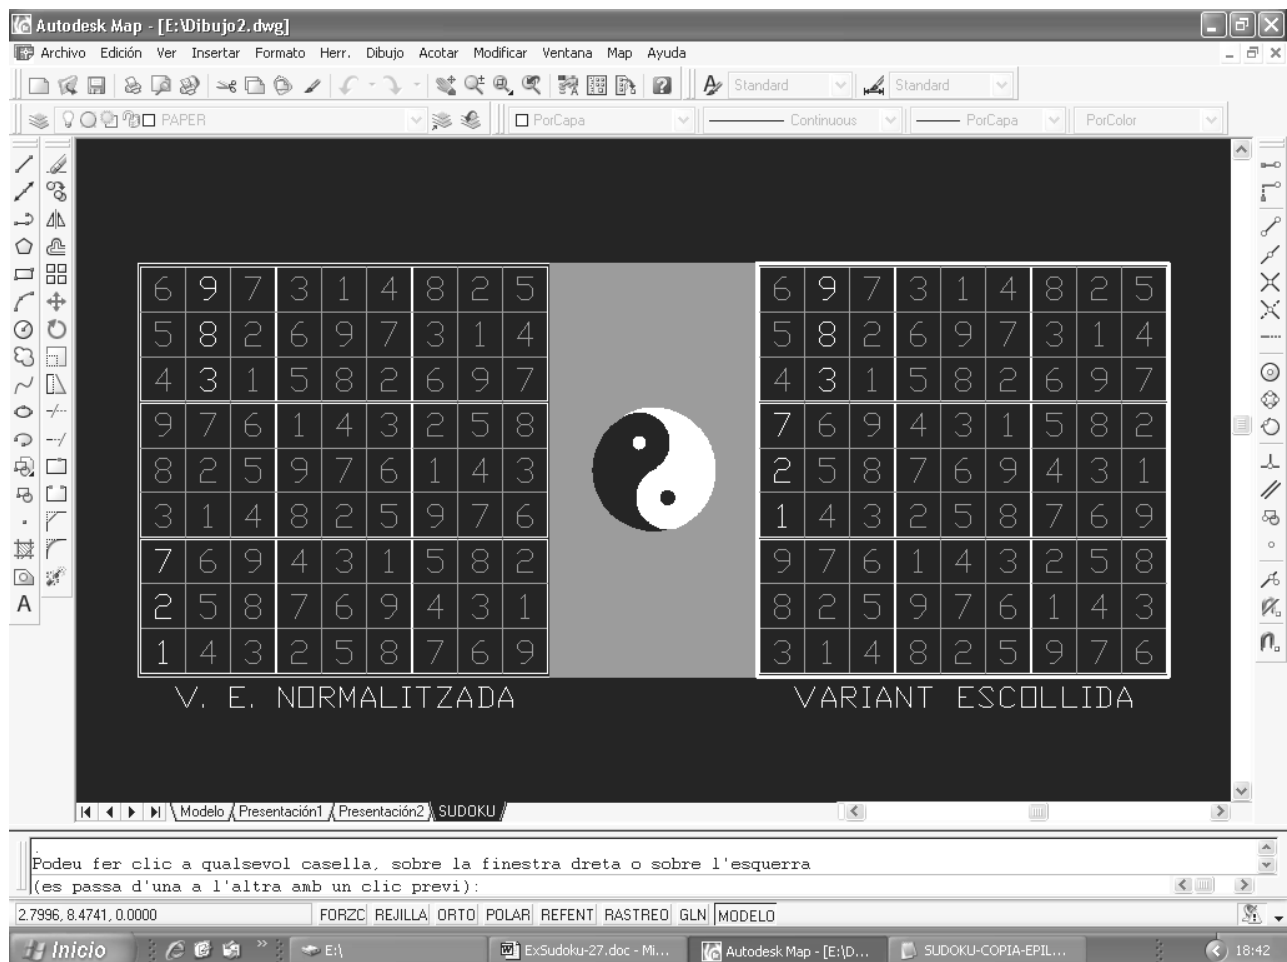 Autodesk Map - [E:\Dibujo2.dwg]
Archivo Edición Ver Insertar Formato Herr. Dibujo Acotar Modificar Ventana Map Ayuda
Standard Standard
PAPER PorCapa Continuous PorCapa PorColor
6 9 7 3 1 4 8 2 5 6 9 7 3 1 4 8 2 5
5 8 2 6 9 7 3 1 4 5 8 2 6 9 7 3 1 4
4 3 1 5 8 2 6 9 7 4 3 1 5 8 2 6 9 7
9 7 6 1 4 3 2 5 8 7 6 9 4 3 1 5 8 2
8 2 5 9 7 6 1 4 3 2 5 8 7 6 9 4 3 1
3 1 4 8 2 5 9 7 6 1 4 3 2 5 8 7 6 9
7 6 9 4 3 1 5 8 2 9 7 6 1 4 3 2 5 8
2 5 8 7 6 9 4 3 1 8 2 5 9 7 6 1 4 3
1 4 3 2 5 8 7 6 9 3 1 4 8 2 5 9 7 6
V. E. NORMALITZADA VARIANT ESCOLLIDA
Modelo Presentación1 Presentación2 SUDOKU
Podeu fer clic a qualsevol casella, sobre la finestra dreta o sobre l'esquerra
(es passa d'una a l'altra amb un clic previ):
2.7996, 8.4741, 0.0000 FORZC REJILLA ORTO POLAR REFENT RASTREO GLN MODELO
Inicio E:\ ExSudoku-27.doc - Mi... Autodesk Map - [E:\D... SUDOKU-COPIA-EPIL... 18:42